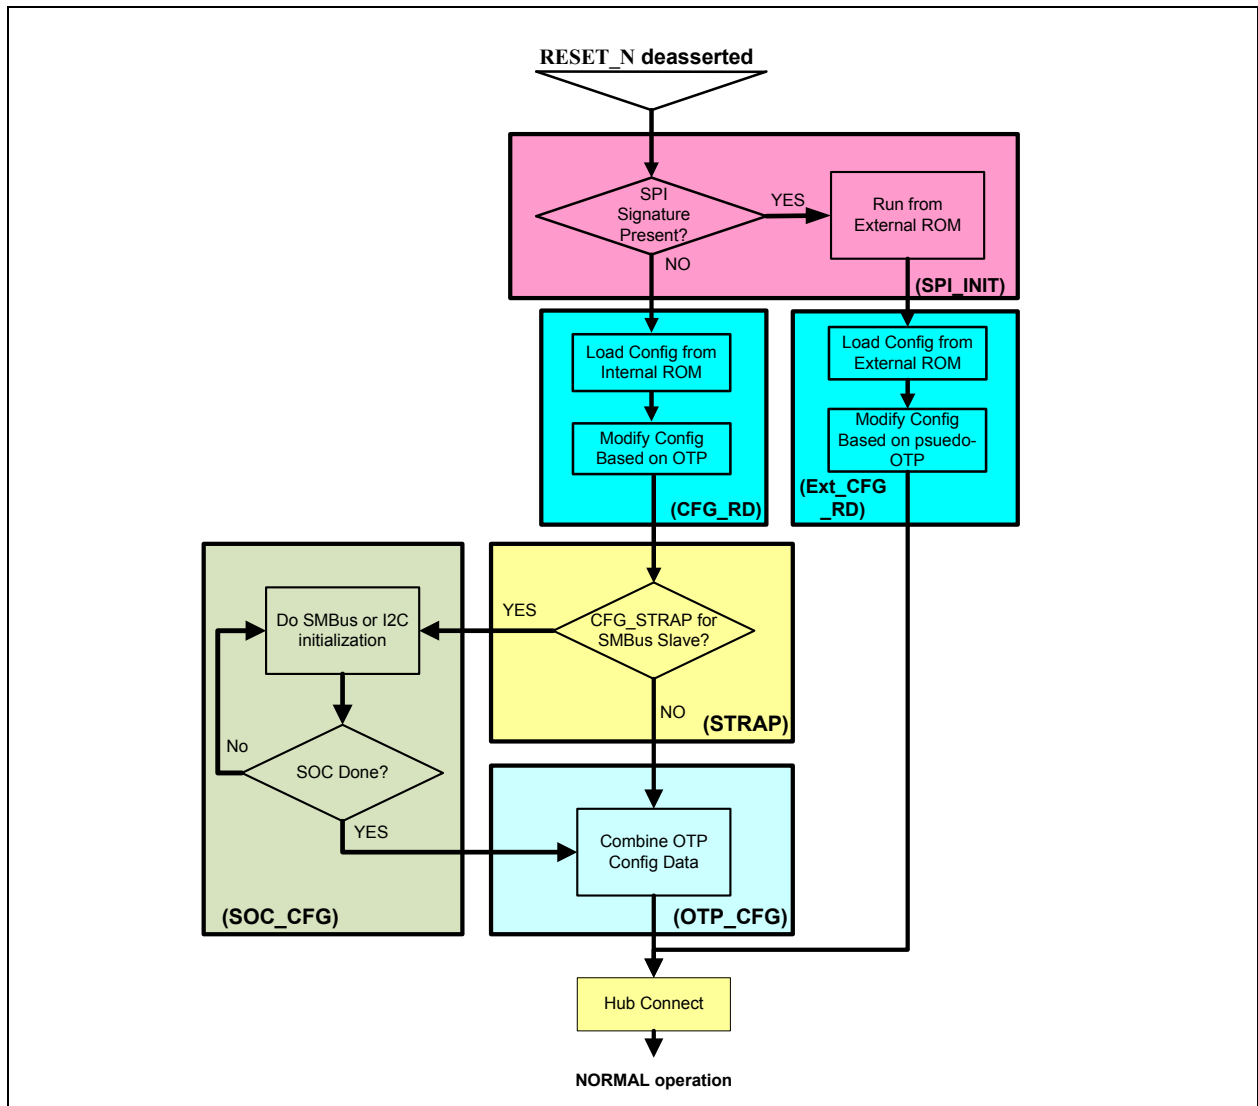 RESET_N deasserted
SPI
Signature
Present?
YES
Run from
External ROM
NO
(SPI_INIT)
Load Config from
Internal ROM
Load Config from
External ROM
Modify Config
Based on OTP
Modify Config
Based on psuedo-
OTP
(CFG_RD)
(Ext_CFG
_RD)
Do SMBus or I2C
initialization
YES
CFG_STRAP for
SMBus Slave?
NO
(STRAP)
No
SOC Done?
YES
Combine OTP
Config Data
(SOC_CFG)
(OTP_CFG)
Hub Connect
NORMAL operation